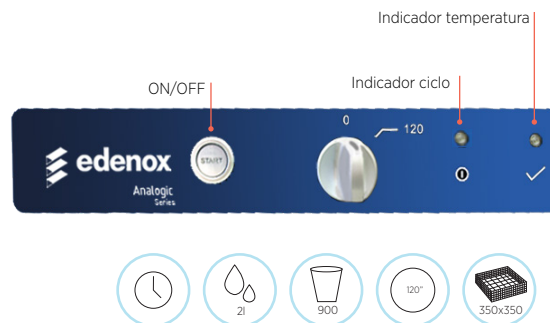 Indicador temperatura
ON/OFF
Indicador ciclo
0
120
START
edenox
Analogic
Series
2l
900
120"
350x350